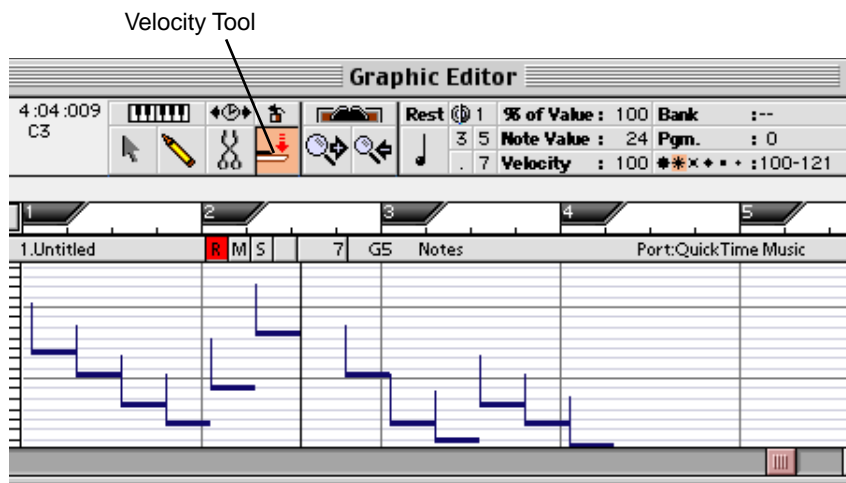 Velocity Tool
Graphic Editor
4:04:009 Rest 1 % of Value : 100 Bank :--
C3 3 5 Note Value : 24 Pgm. : 0
. 7 Velocity : 100 :100-121
1 2 3 4 5
1.Untitled R M S 7 G5 Notes Port:QuickTime Music